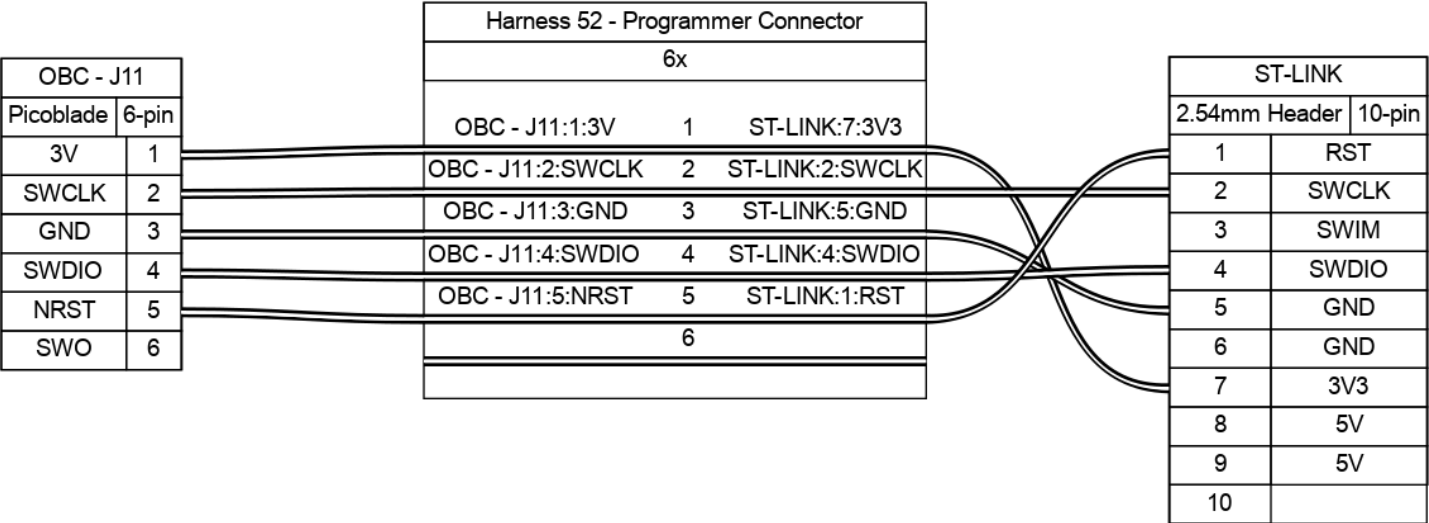 Harness 52 - Programmer Connector
6x
OBC - J11:1:3V 1 ST-LINK:7:3V3
OBC - J11:2:SWCLK 2 ST-LINK:2:SWCLK
OBC - J11:3:GND 3 ST-LINK:5:GND
OBC - J11:4:SWDIO 4 ST-LINK:4:SWDIO
OBC - J11:5:NRST 5 ST-LINK:1:RST
6
OBC - J11
Picoblade 6-pin
3V 1
SWCLK 2
GND 3
SWDIO 4
NRST 5
SWO 6
ST-LINK
2.54mm Header 10-pin
1 RST
2 SWCLK
3 SWIM
4 SWDIO
5 GND
6 GND
7 3V3
8 5V
9 5V
10